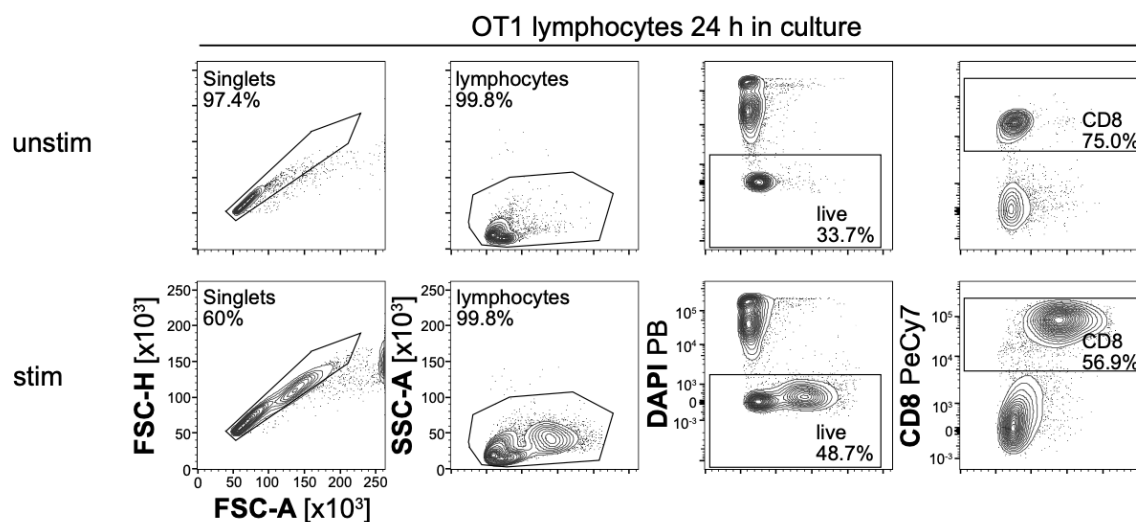 OT1 lymphocytes 24 h in culture
unstim
Singlets
97.4%
lymphocytes
99.8%
live
33.7%
CD8
75.0%
stim
FSC-H [x10³]
250
200
150
100
50
0
Singlets
60%
0 50 100 150 200 250
FSC-A [x10³]
SSC-A [x10³]
250
200
150
100
50
0
lymphocytes
99.8%
DAPI PB
10⁵
10⁴
10³
0
10⁻³
live
48.7%
CD8 PeCy7
10⁵
10⁴
10³
0
10⁻³
CD8
56.9%